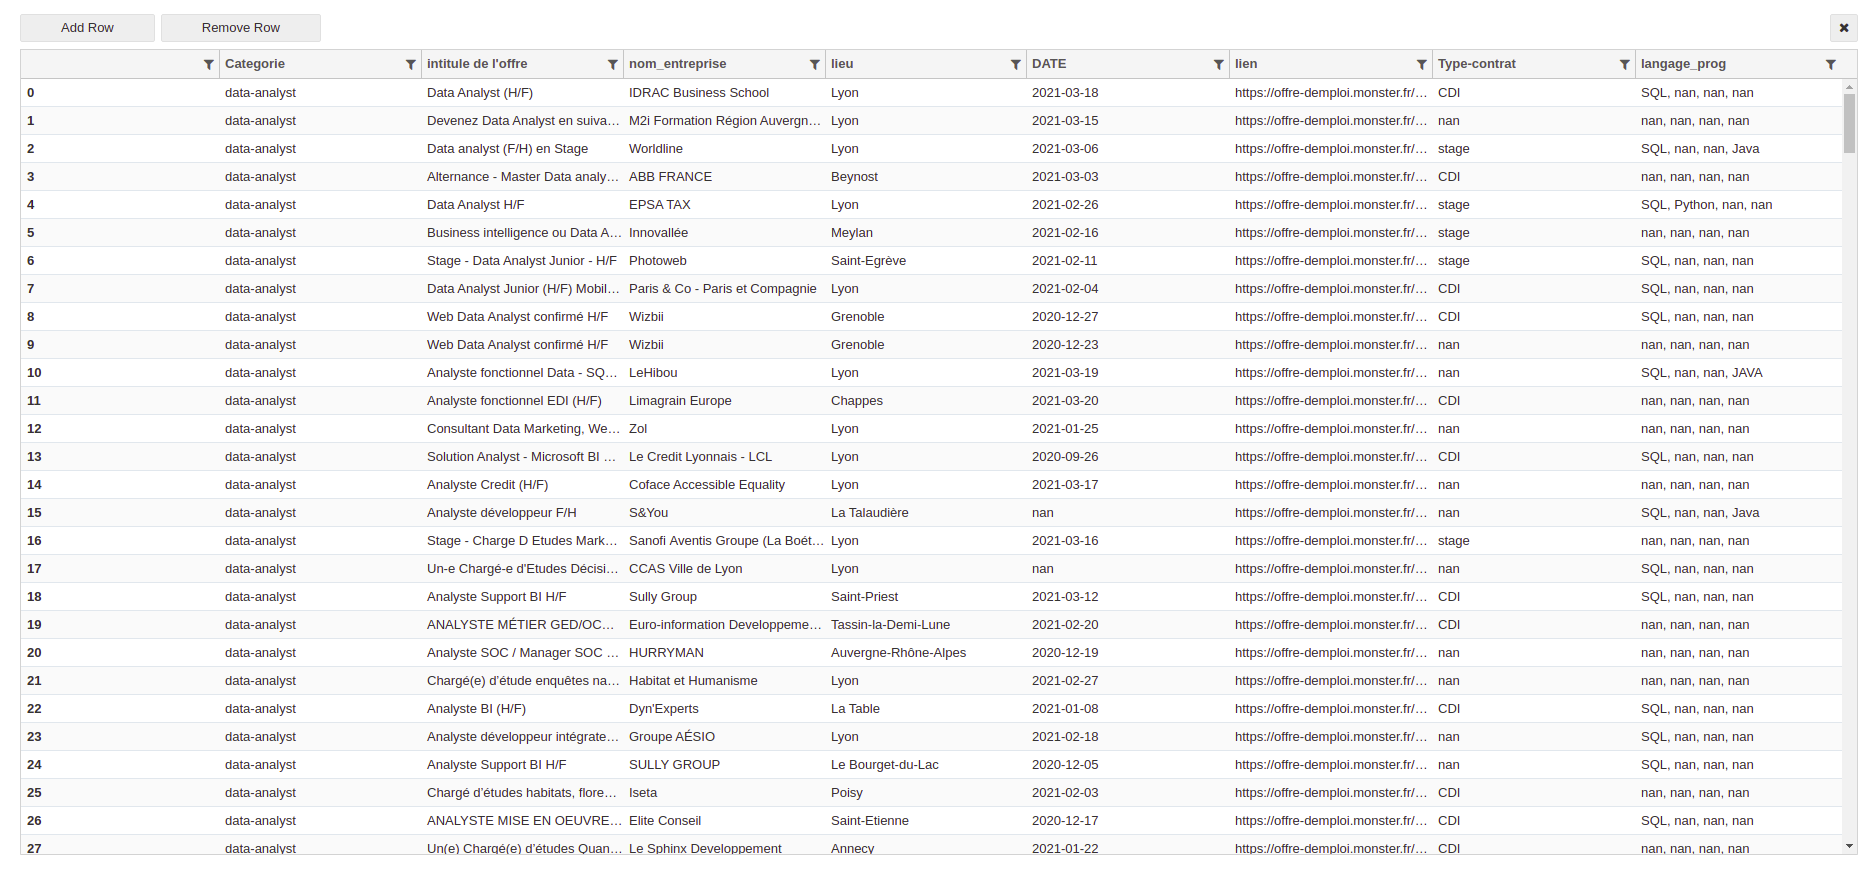 Add Row Remove Row ✖
Categorie intitule de l'offre nom_entreprise lieu DATE lien Type-contrat langage_prog
0 data-analyst Data Analyst (H/F) IDRAC Business School Lyon 2021-03-18 https://offre-demploi.monster.fr/... CDI SQL, nan, nan, nan
1 data-analyst Devenez Data Analyst en suiva... M2i Formation Région Auvergn... Lyon 2021-03-15 https://offre-demploi.monster.fr/... nan nan, nan, nan, nan
2 data-analyst Data analyst (F/H) en Stage Worldline Lyon 2021-03-06 https://offre-demploi.monster.fr/... stage SQL, nan, nan, Java
3 data-analyst Alternance - Master Data analy... ABB FRANCE Beynost 2021-03-03 https://offre-demploi.monster.fr/... CDI nan, nan, nan, nan
4 data-analyst Data Analyst H/F EPSA TAX Lyon 2021-02-26 https://offre-demploi.monster.fr/... stage SQL, Python, nan, nan
5 data-analyst Business intelligence ou Data A... Innovallée Meylan 2021-02-16 https://offre-demploi.monster.fr/... stage nan, nan, nan, nan
6 data-analyst Stage - Data Analyst Junior - H/F Photoweb Saint-Egrève 2021-02-11 https://offre-demploi.monster.fr/... stage SQL, nan, nan, nan
7 data-analyst Data Analyst Junior (H/F) Mobil... Paris & Co - Paris et Compagnie Lyon 2021-02-04 https://offre-demploi.monster.fr/... CDI SQL, nan, nan, nan
8 data-analyst Web Data Analyst confirmé H/F Wizbii Grenoble 2020-12-27 https://offre-demploi.monster.fr/... CDI SQL, nan, nan, nan
9 data-analyst Web Data Analyst confirmé H/F Wizbii Grenoble 2020-12-23 https://offre-demploi.monster.fr/... nan nan, nan, nan, nan
10 data-analyst Analyste fonctionnel Data - SQ... LeHibou Lyon 2021-03-19 https://offre-demploi.monster.fr/... nan SQL, nan, nan, JAVA
11 data-analyst Analyste fonctionnel EDI (H/F) Limagrain Europe Chappes 2021-03-20 https://offre-demploi.monster.fr/... CDI nan, nan, nan, nan
12 data-analyst Consultant Data Marketing, We... Zol Lyon 2021-01-25 https://offre-demploi.monster.fr/... nan nan, nan, nan, nan
13 data-analyst Solution Analyst - Microsoft BI ... Le Credit Lyonnais - LCL Lyon 2020-09-26 https://offre-demploi.monster.fr/... CDI SQL, nan, nan, nan
14 data-analyst Analyste Credit (H/F) Coface Accessible Equality Lyon 2021-03-17 https://offre-demploi.monster.fr/... nan nan, nan, nan, nan
15 data-analyst Analyste développeur F/H S&You La Talaudière nan https://offre-demploi.monster.fr/... nan SQL, nan, nan, Java
16 data-analyst Stage - Charge D Etudes Mark... Sanofi Aventis Groupe (La Boét... Lyon 2021-03-16 https://offre-demploi.monster.fr/... stage nan, nan, nan, nan
17 data-analyst Un-e Chargé-e d'Etudes Décisi... CCAS Ville de Lyon Lyon nan https://offre-demploi.monster.fr/... nan SQL, nan, nan, nan
18 data-analyst Analyste Support BI H/F Sully Group Saint-Priest 2021-03-12 https://offre-demploi.monster.fr/... CDI SQL, nan, nan, nan
19 data-analyst ANALYSTE MÉTIER GED/OC... Euro-information Developpeme... Tassin-la-Demi-Lune 2021-02-20 https://offre-demploi.monster.fr/... CDI nan, nan, nan, nan
20 data-analyst Analyste SOC / Manager SOC ... HURRYMAN Auvergne-Rhône-Alpes 2020-12-19 https://offre-demploi.monster.fr/... nan nan, nan, nan, nan
21 data-analyst Chargé(e) d'étude enquêtes na... Habitat et Humanisme Lyon 2021-02-27 https://offre-demploi.monster.fr/... nan nan, nan, nan, nan
22 data-analyst Analyste BI (H/F) Dyn'Experts La Table 2021-01-08 https://offre-demploi.monster.fr/... CDI SQL, nan, nan, nan
23 data-analyst Analyste développeur intégrate... Groupe AÉSIO Lyon 2021-02-18 https://offre-demploi.monster.fr/... nan SQL, nan, nan, nan
24 data-analyst Analyste Support BI H/F SULLY GROUP Le Bourget-du-Lac 2020-12-05 https://offre-demploi.monster.fr/... nan SQL, nan, nan, nan
25 data-analyst Chargé d'études habitats, flore... Iseta Poisy 2021-02-03 https://offre-demploi.monster.fr/... CDI nan, nan, nan, nan
26 data-analyst ANALYSTE MISE EN OEUVRE... Elite Conseil Saint-Etienne 2020-12-17 https://offre-demploi.monster.fr/... CDI SQL, nan, nan, nan
27 data-analyst Un(e) Chargé(e) d'études Quan... Le Sphinx Developpement Annecy 2021-01-22 https://offre-demploi.monster.fr/... CDI nan, nan, nan, nan